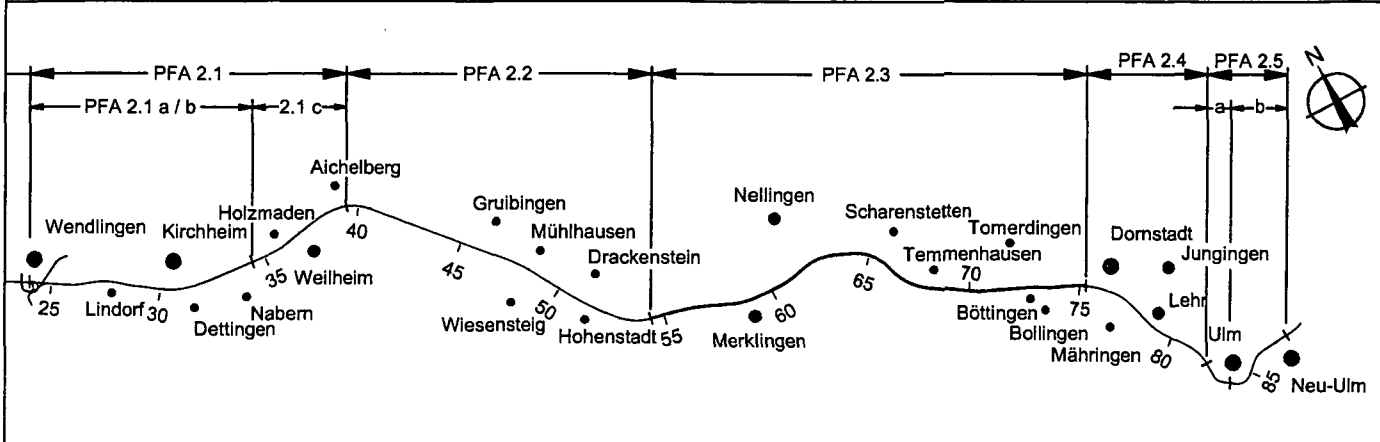 PFA 2.1
PFA 2.2
PFA 2.3
PFA 2.4
PFA 2.5
N
PFA 2.1 a / b
2.1 c
a
b
Aichelberg
Wendlingen
Kirchheim
Holzmaden
Gruibingen
Mühlhausen
Drackenstein
Nellingen
Scharenstetten
Tomerdingen
Temmenhausen
Dornstadt
Jungingen
25
Lindorf
30
Dettingen
Nabern
35
Weilheim
40
45
Wiesensteig
50
Hohenstadt
55
Merklingen
60
65
70
Böttingen
Bollingen
75
Mähringen
Lehr
80
Ulm
85
Neu-Ulm